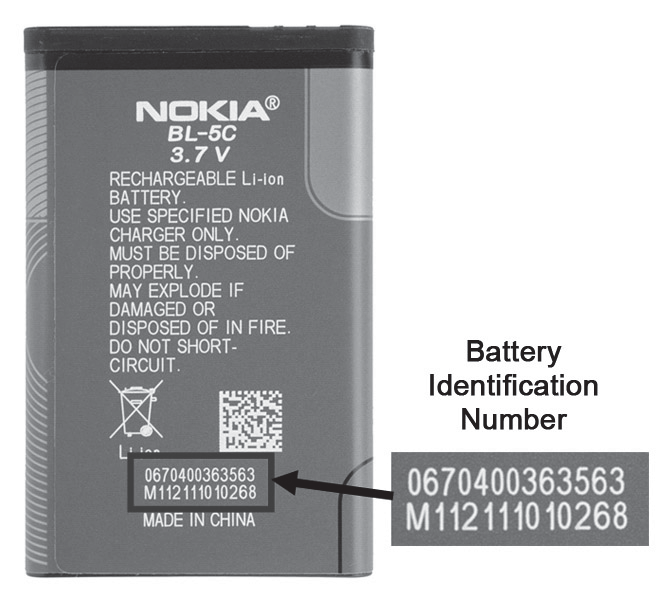 NOKIA®
BL-5C
3.7 V
RECHARGEABLE Li-ion
BATTERY.
USE SPECIFIED NOKIA
CHARGER ONLY.
MUST BE DISPOSED OF
PROPERLY.
MAY EXPLODE IF
DAMAGED OR
DISPOSED OF IN FIRE.
DO NOT SHORT-
CIRCUIT.
Li-ion
0670400363563
M112111010268
MADE IN CHINA
Battery
Identification
Number
0670400363563
M112111010268